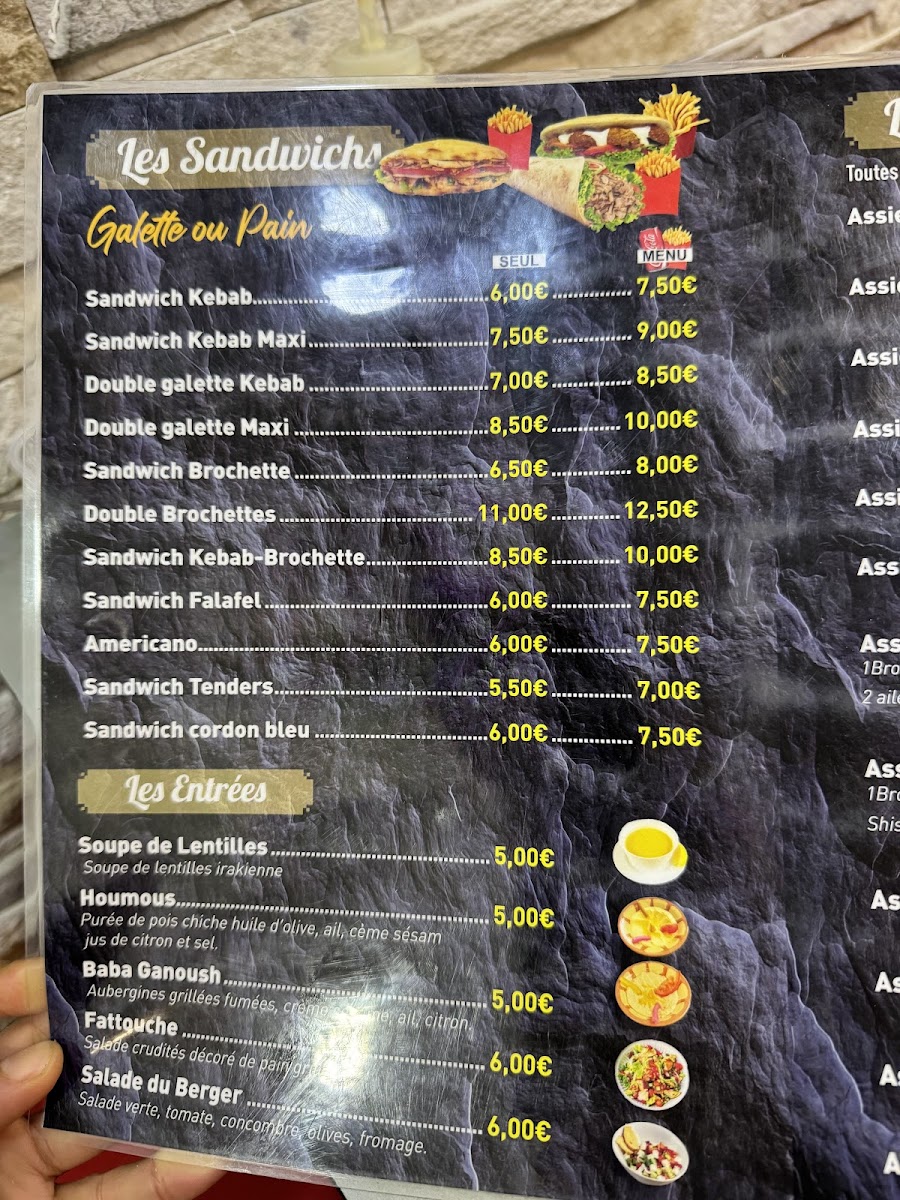 Les Sandwichs
Galette ou Pain
SEUL MENU
Sandwich Kebab 6,00€ 7,50€
Sandwich Kebab Maxi 7,50€ 9,00€
Double galette Kebab 7,00€ 8,50€
Double galette Maxi 8,50€ 10,00€
Sandwich Brochette 6,50€ 8,00€
Double Brochettes 11,00€ 12,50€
Sandwich Kebab-Brochette 8,50€ 10,00€
Sandwich Falafel 6,00€ 7,50€
Americano 6,00€ 7,50€
Sandwich Tenders 5,50€ 7,00€
Sandwich cordon bleu 6,00€ 7,50€
Les Entrées
Soupe de Lentilles 5,00€
Soupe de lentilles irakienne
Houmous 5,00€
Purée de pois chiche huile d'olive, ail, cème sésam
jus de citron et sel.
Baba Ganoush 5,00€
Aubergines grillées fumées, ail, citron,
Fattouche 6,00€
Salade crudités décoré de pain
Salade du Berger 6,00€
Salade verte, tomate, concombre, olives, fromage.
Toutes
1Bro
2 aile
1Bro
Shis